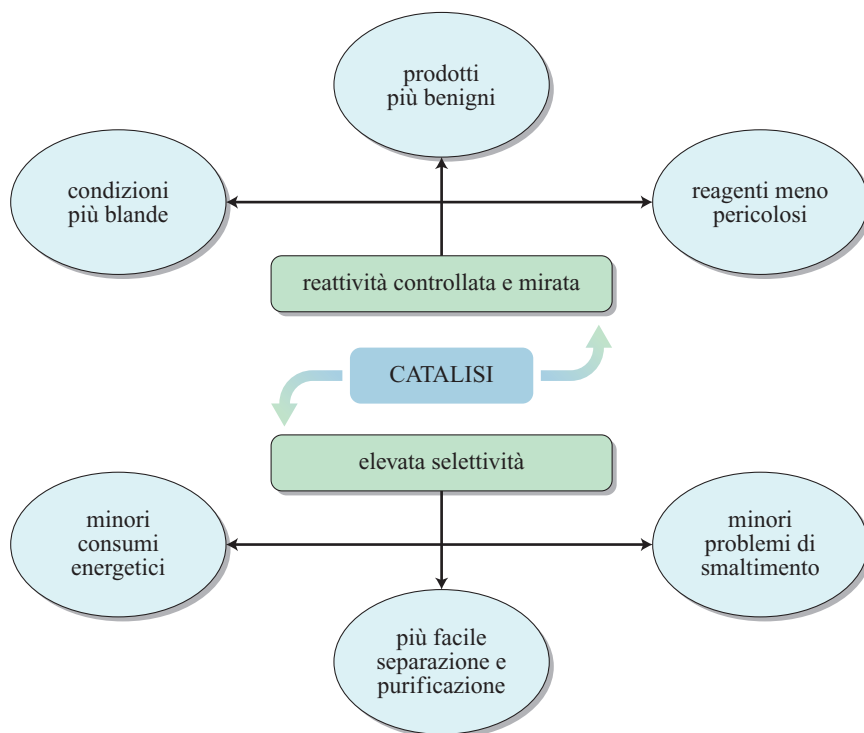 prodotti
più benigni
condizioni
più blande
reagenti meno
pericolosi
reattività controllata e mirata
CATALISI
elevata selettività
minori
consumi
energetici
minori
problemi di
smaltimento
più facile
separazione e
purificazione